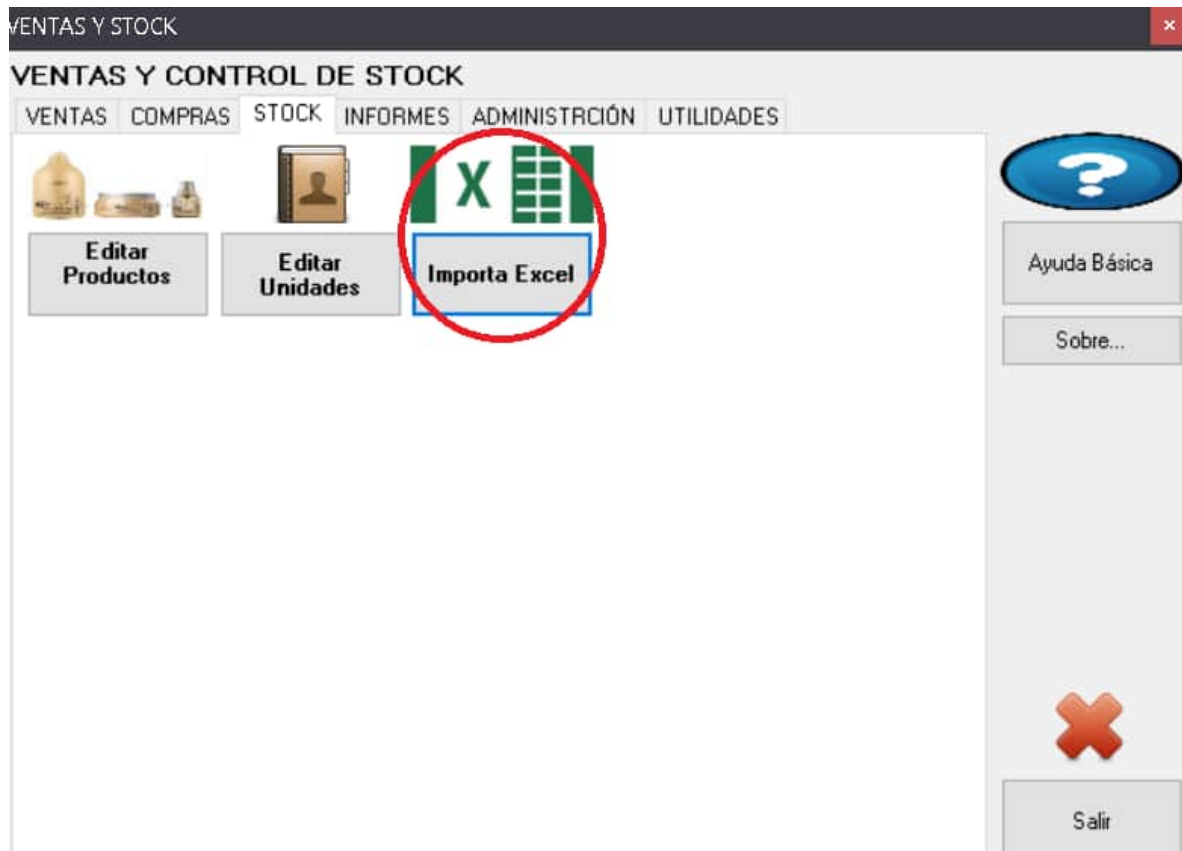 VENTAS Y STOCK
VENTAS Y CONTROL DE STOCK
VENTAS COMPRAS STOCK INFORMES ADMINISTRCIÓN UTILIDADES
X
Editar
Productos
Editar
Unidades
Importa Excel
?
Ayuda Básica
Sobre...
Salir